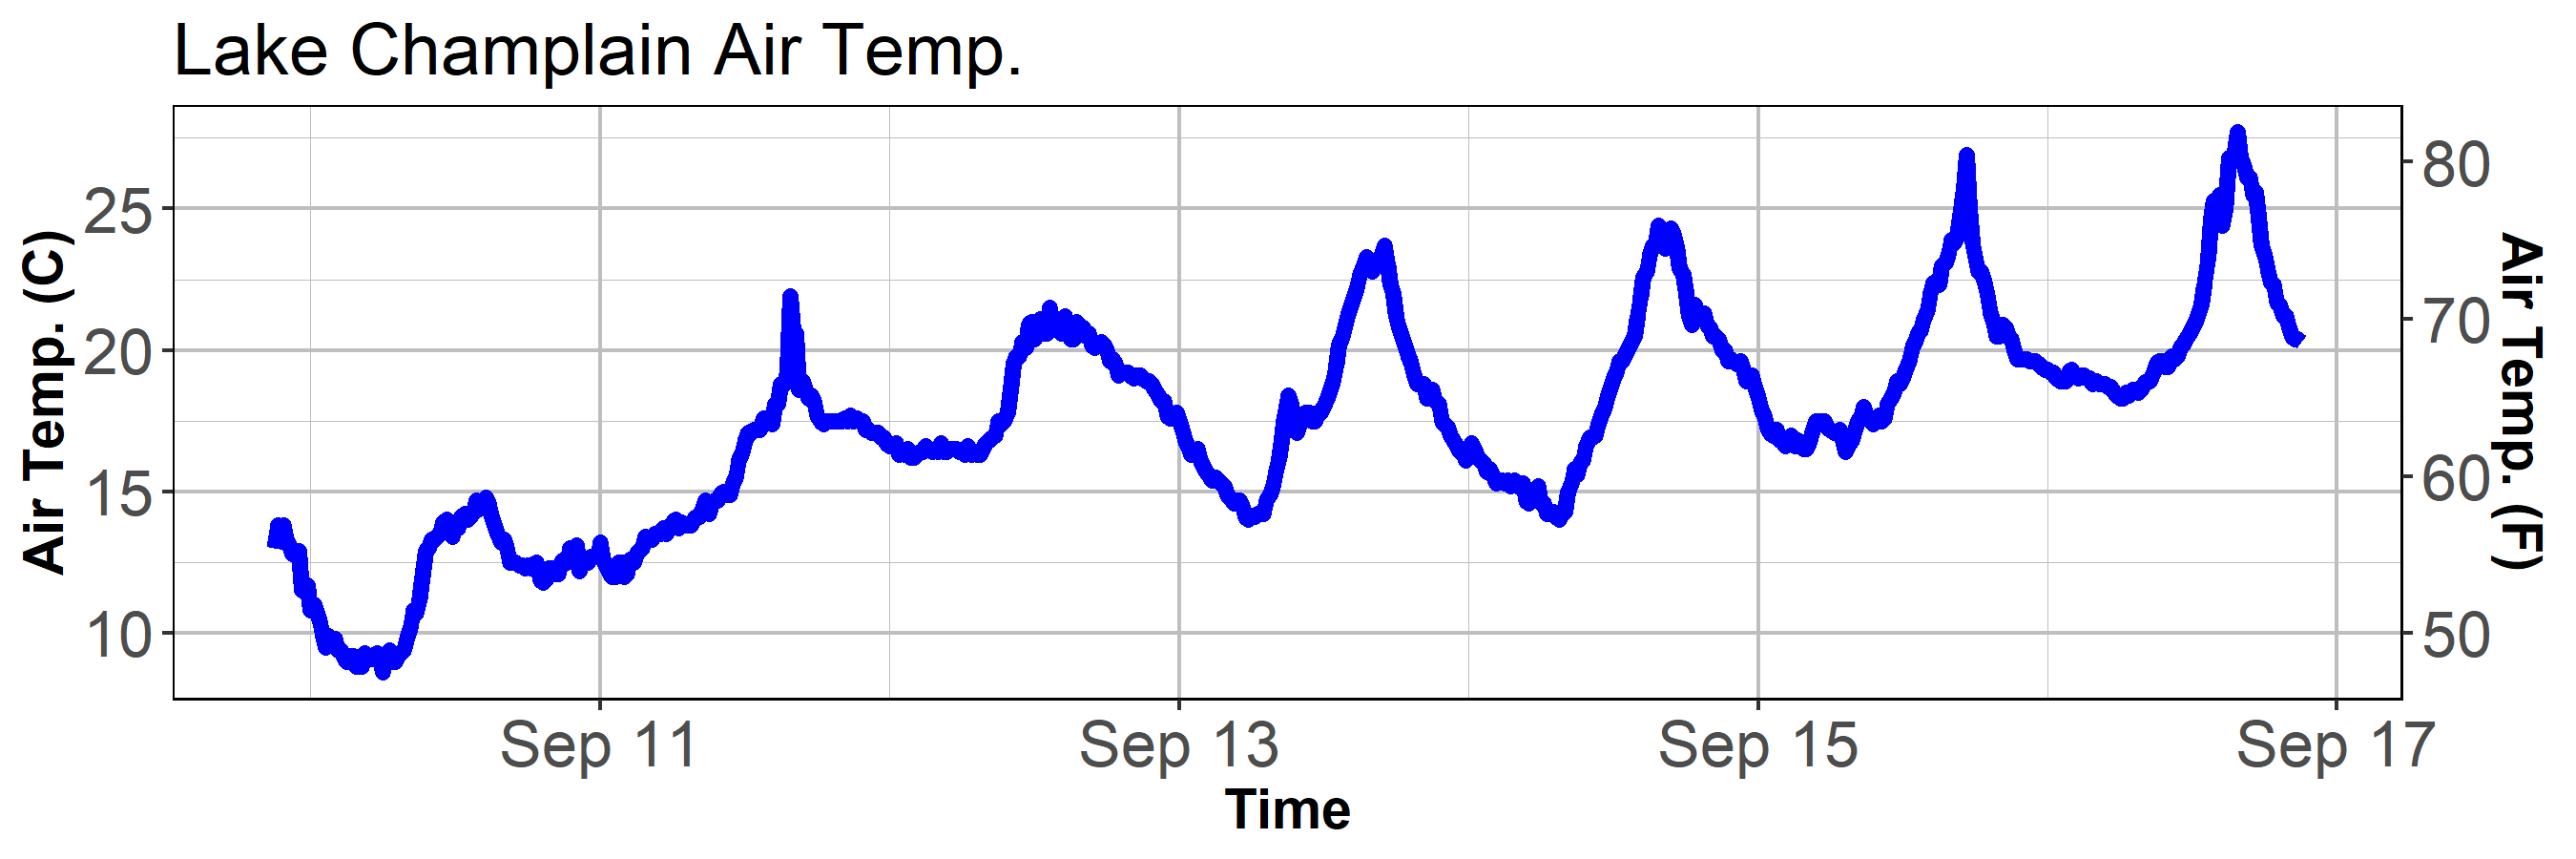 Lake Champlain Air Temp.
Air Temp. (C)
25
20
15
10
80
70
60
50
Air Temp. (F)
Sep 11
Sep 13
Sep 15
Sep 17
Time